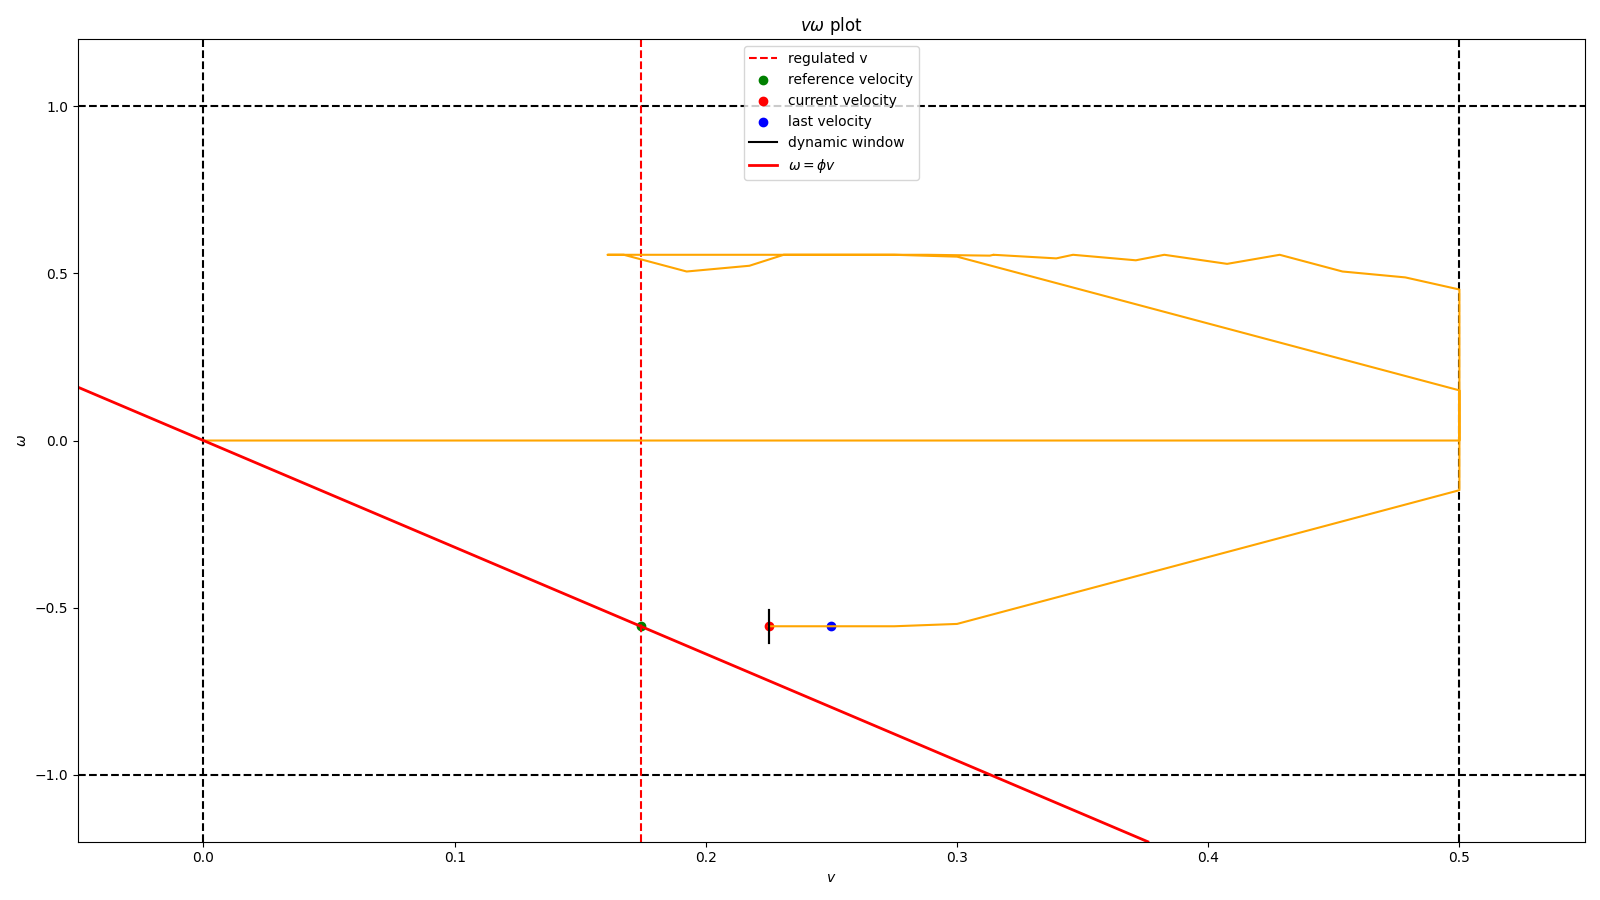 vω plot
regulated v
reference velocity
current velocity
last velocity
dynamic window
ω = ϕv
1.0
0.5
0.0
−0.5
−1.0
ω
0.0 0.1 0.2 0.3 0.4 0.5
v